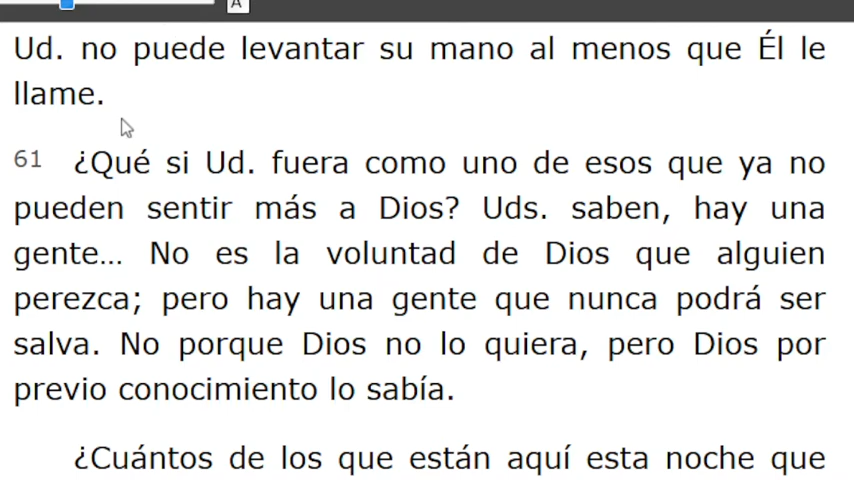 A
Ud. no puede levantar su mano al menos que Él le
llame.
61 ¿Qué si Ud. fuera como uno de esos que ya no
pueden sentir más a Dios? Uds. saben, hay una
gente... No es la voluntad de Dios que alguien
perezca; pero hay una gente que nunca podrá ser
salva. No porque Dios no lo quiera, pero Dios por
previo conocimiento lo sabía.
¿Cuántos de los que están aquí esta noche que